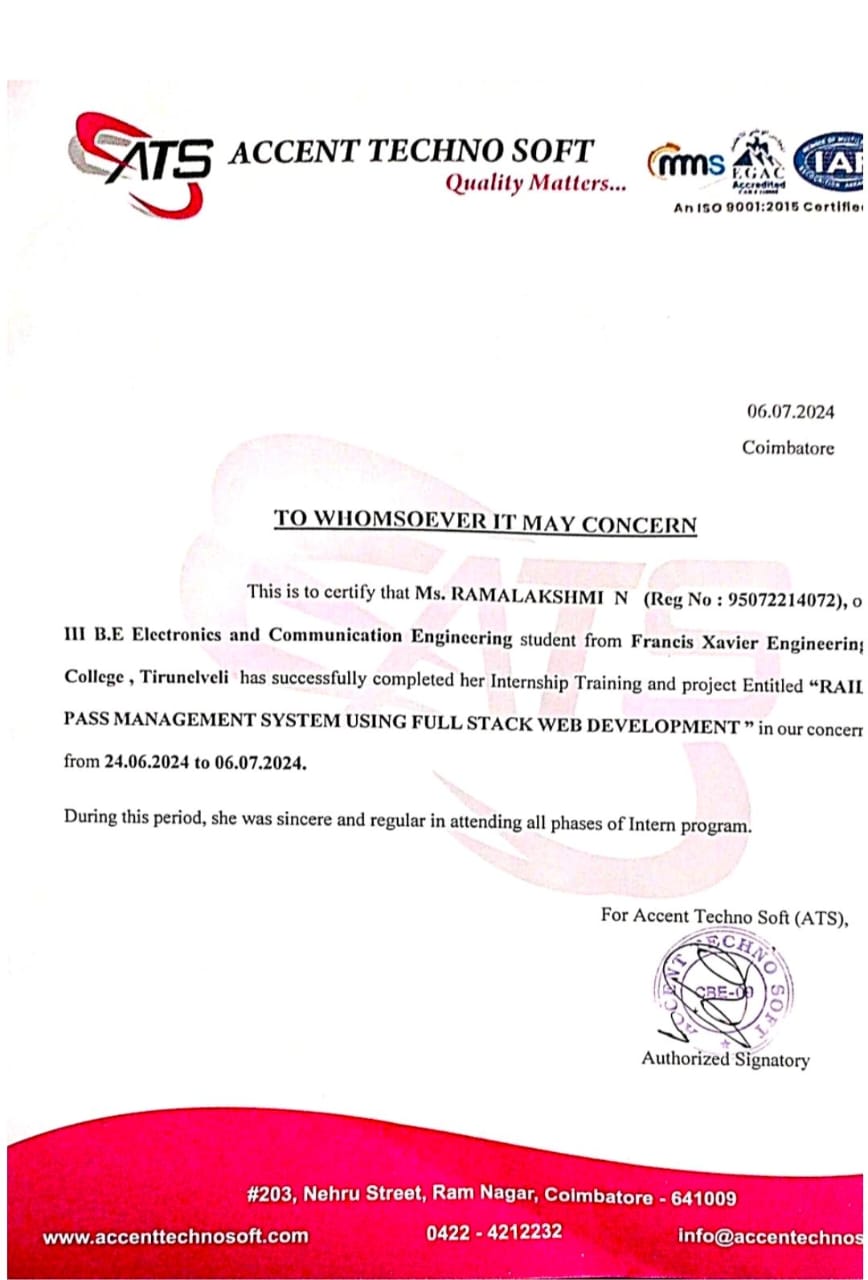 ATS ACCENT TECHNO SOFT
Quality Matters...
mms EGAC IAF
Accredited
An ISO 9001:2015 Certifie
06.07.2024
Coimbatore
TO WHOMSOEVER IT MAY CONCERN
This is to certify that Ms. RAMALAKSHMI N (Reg No : 95072214072), o
III B.E Electronics and Communication Engineering student from Francis Xavier Engineering
College , Tirunelveli has successfully completed her Internship Training and project Entitled “RAIL
PASS MANAGEMENT SYSTEM USING FULL STACK WEB DEVELOPMENT ” in our concern
from 24.06.2024 to 06.07.2024.
During this period, she was sincere and regular in attending all phases of Intern program.
For Accent Techno Soft (ATS),
ACCENT TECHNO SOFT
CBE-09
Authorized Signatory
#203, Nehru Street, Ram Nagar, Coimbatore - 641009
www.accenttechnosoft.com 0422 - 4212232 info@accentechnos